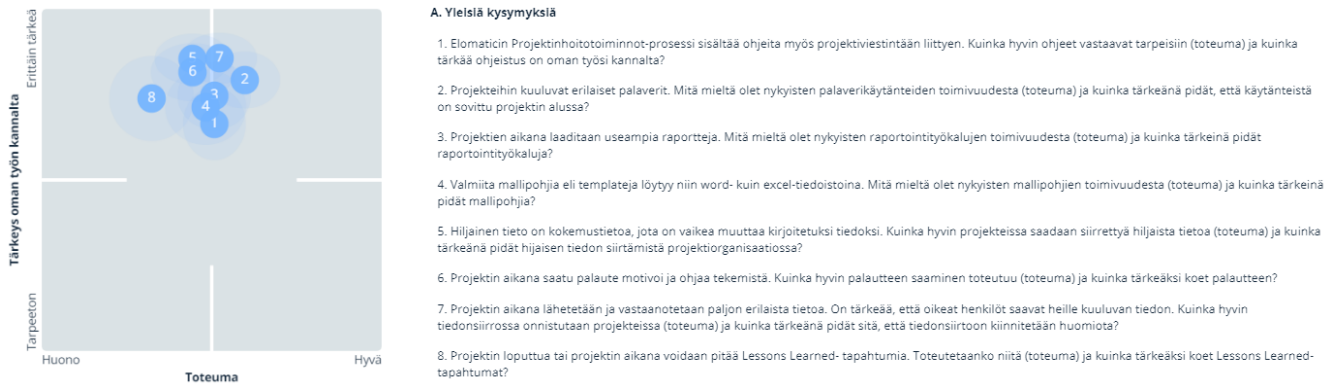 Erittäin tärkeä
Tärkeys oman työn kannalta
Tarpeeton
5
7
6
2
8
3
4
1
Huono
Hyvä
Toteuma
A. Yleisiä kysymyksiä
1. Elomaticin Projektinhoitotoiminnot-prosessi sisältää ohjeita myös projektiviestintään liittyen. Kuinka hyvin ohjeet vastaavat tarpeisiin (toteuma) ja kuinka
tärkää ohjeistus on oman työsi kannalta?
2. Projekteihin kuuluvat erilaiset palaverit. Mitä mieltä olet nykyisten palaverikäytänteiden toimivuudesta (toteuma) ja kuinka tärkeänä pidät, että käytänteistä
on sovittu projektin alussa?
3. Projektien aikana laaditaan useampia raportteja. Mitä mieltä olet nykyisten raportointityökalujen toimivuudesta (toteuma) ja kuinka tärkeinä pidät
raportointityökaluja?
4. Valmiita mallipohjia eli templateja löytyy niin word- kuin excel-tiedoistoina. Mitä mieltä olet nykyisten mallipohjien toimivuudesta (toteuma) ja kuinka tärkeinä
pidät mallipohjia?
5. Hiljainen tieto on kokemustietoa, jota on vaikea muuttaa kirjoitetuksi tiedoksi. Kuinka hyvin projekteissa saadaan siirrettyä hiljaista tietoa (toteuma) ja kuinka
tärkeänä pidät hijaisen tiedon siirtämistä projektiorganisaatiossa?
6. Projektin aikana saatu palaute motivoi ja ohjaa tekemistä. Kuinka hyvin palautteen saaminen toteutuu (toteuma) ja kuinka tärkeäksi koet palautteen?
7. Projektin aikana lähetetään ja vastaanotetaan paljon erilaista tietoa. On tärkeää, että oikeat henkilöt saavat heille kuuluvan tiedon. Kuinka hyvin
tiedonsiirrossa onnistutaan projekteissa (toteuma) ja kuinka tärkeänä pidät sitä, että tiedonsiirtoon kiinnitetään huomiota?
8. Projektin loputtua tai projektin aikana voidaan pitää Lessons Learned- tapahtumia. Toteutetaanko niitä (toteuma) ja kuinka tärkeäksi koet Lessons Learned-
tapahtumat?